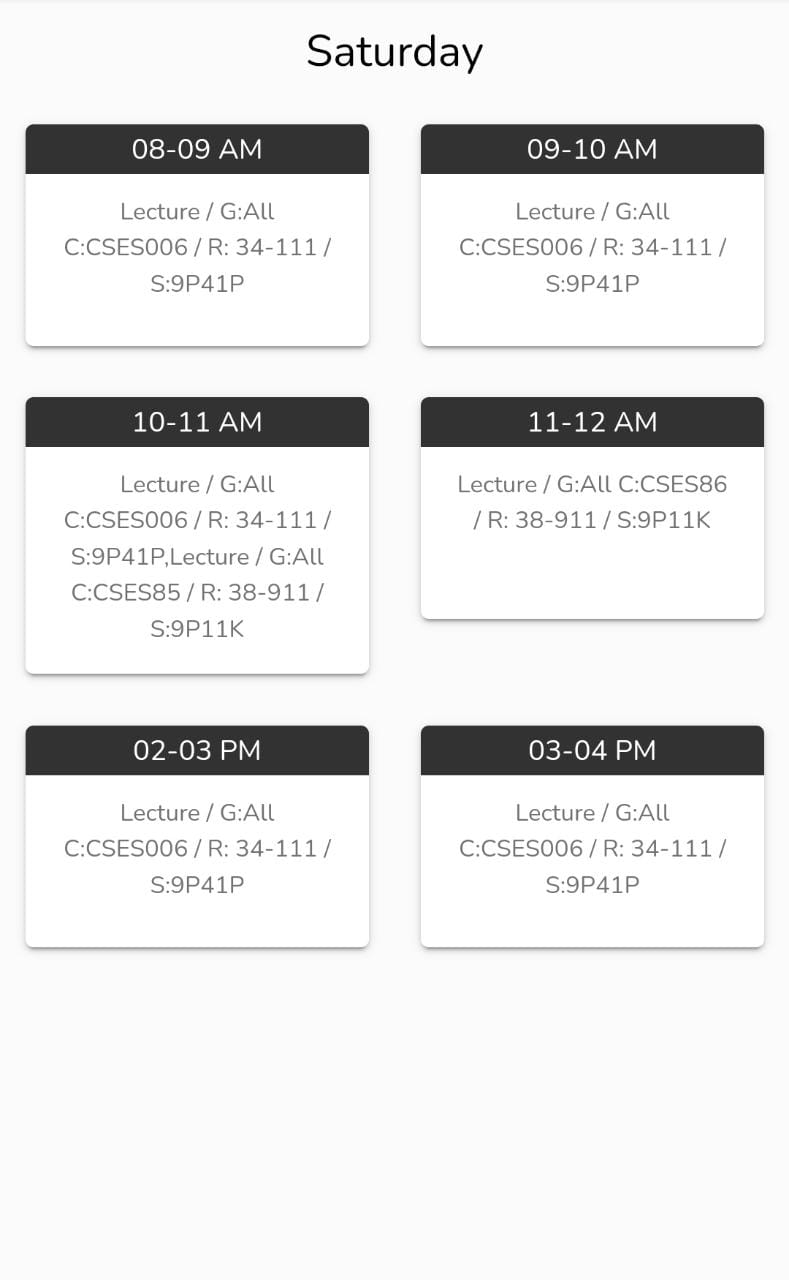 Saturday
08-09 AM
Lecture / G:All
C:CSES006 / R: 34-111 /
S:9P41P
09-10 AM
Lecture / G:All
C:CSES006 / R: 34-111 /
S:9P41P
10-11 AM
Lecture / G:All
C:CSES006 / R: 34-111 /
S:9P41P,Lecture / G:All
C:CSES85 / R: 38-911 /
S:9P11K
11-12 AM
Lecture / G:All C:CSES86
/ R: 38-911 / S:9P11K
02-03 PM
Lecture / G:All
C:CSES006 / R: 34-111 /
S:9P41P
03-04 PM
Lecture / G:All
C:CSES006 / R: 34-111 /
S:9P41P